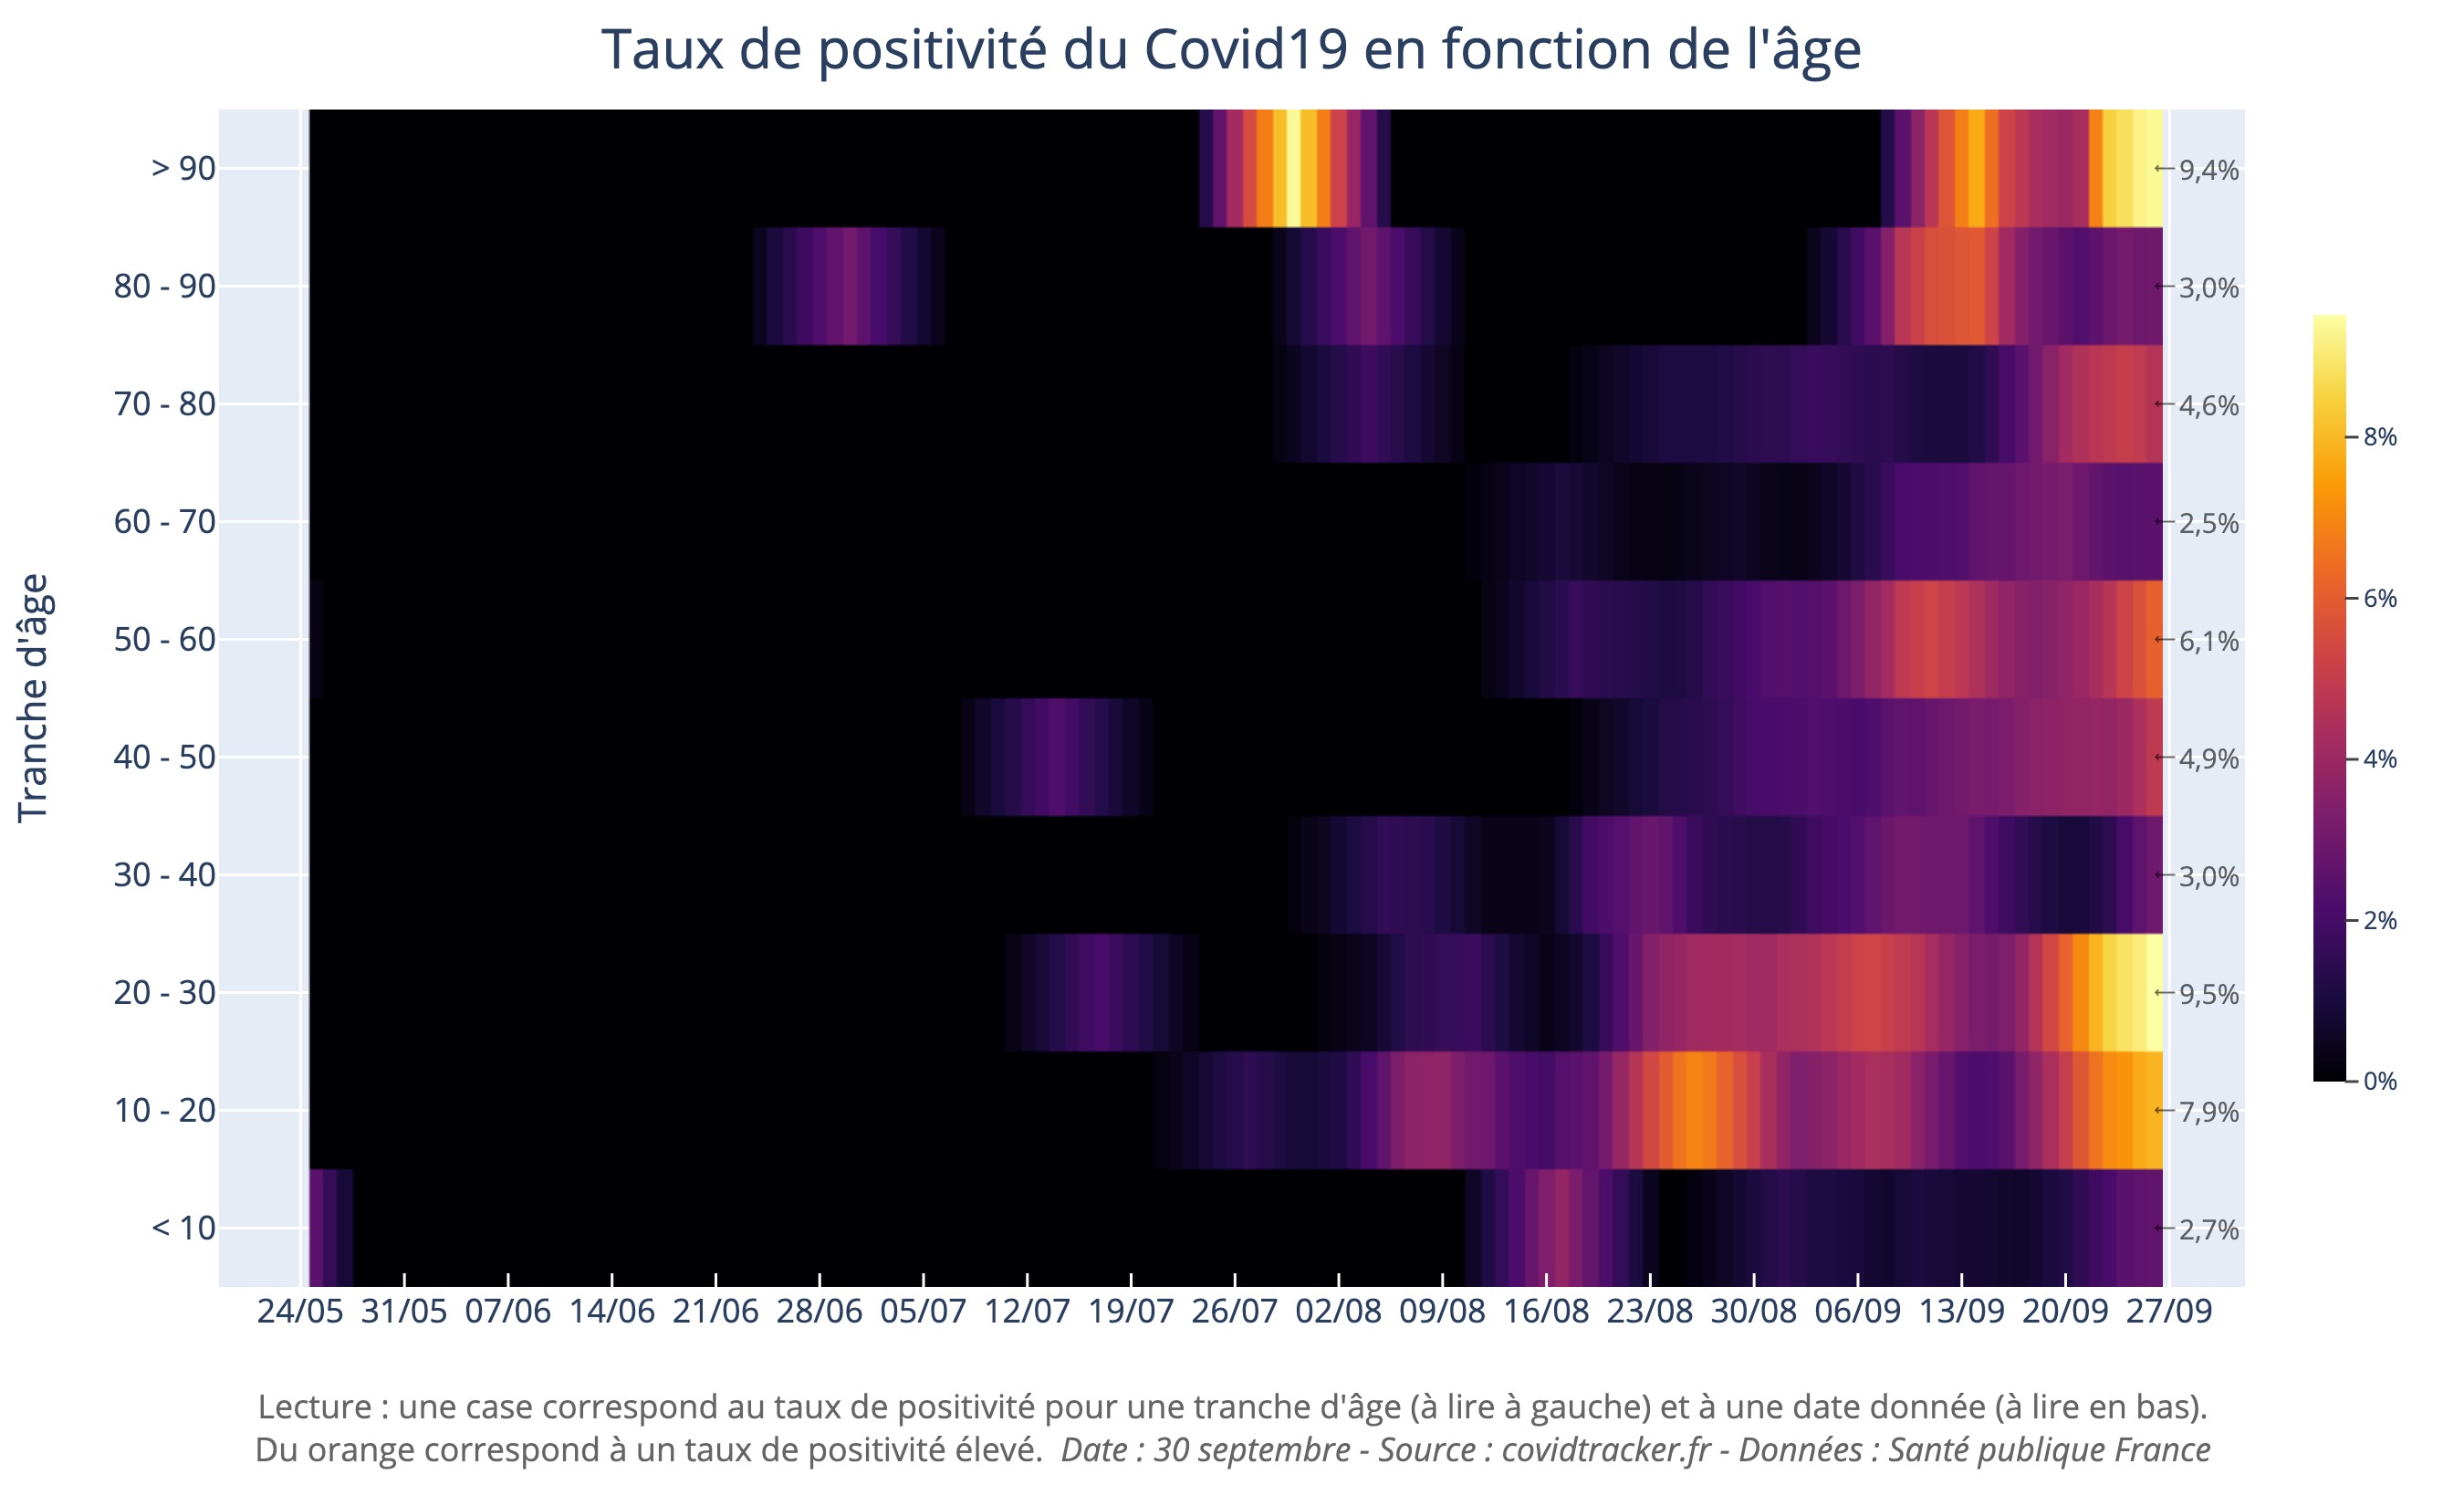 Taux de positivité du Covid19 en fonction de l'âge
Tranche d'âge
> 90
80 - 90
70 - 80
60 - 70
50 - 60
40 - 50
30 - 40
20 - 30
10 - 20
< 10
9,4%
3,0%
4,6%
2,5%
6,1%
4,9%
3,0%
9,5%
7,9%
2,7%
8%
6%
4%
2%
0%
24/05 31/05 07/06 14/06 21/06 28/06 05/07 12/07 19/07 26/07 02/08 09/08 16/08 23/08 30/08 06/09 13/09 20/09 27/09
Lecture : une case correspond au taux de positivité pour une tranche d'âge (à lire à gauche) et à une date donnée (à lire en bas).
Du orange correspond à un taux de positivité élevé. Date : 30 septembre - Source : covidtracker.fr - Données : Santé publique France